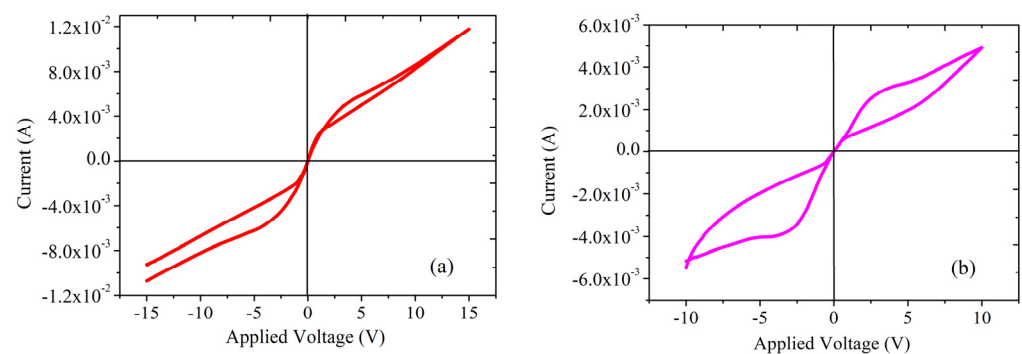 1.2x10⁻²
8.0x10⁻³
4.0x10⁻³
0.0
-4.0x10⁻³
-8.0x10⁻³
-1.2x10⁻²
-15 -10 -5 0 5 10 15
Current (A)
Applied Voltage (V)
(a)
6.0x10⁻³
4.0x10⁻³
2.0x10⁻³
0.0
-2.0x10⁻³
-4.0x10⁻³
-6.0x10⁻³
-10 -5 0 5 10
Current (A)
Applied Voltage (V)
(b)